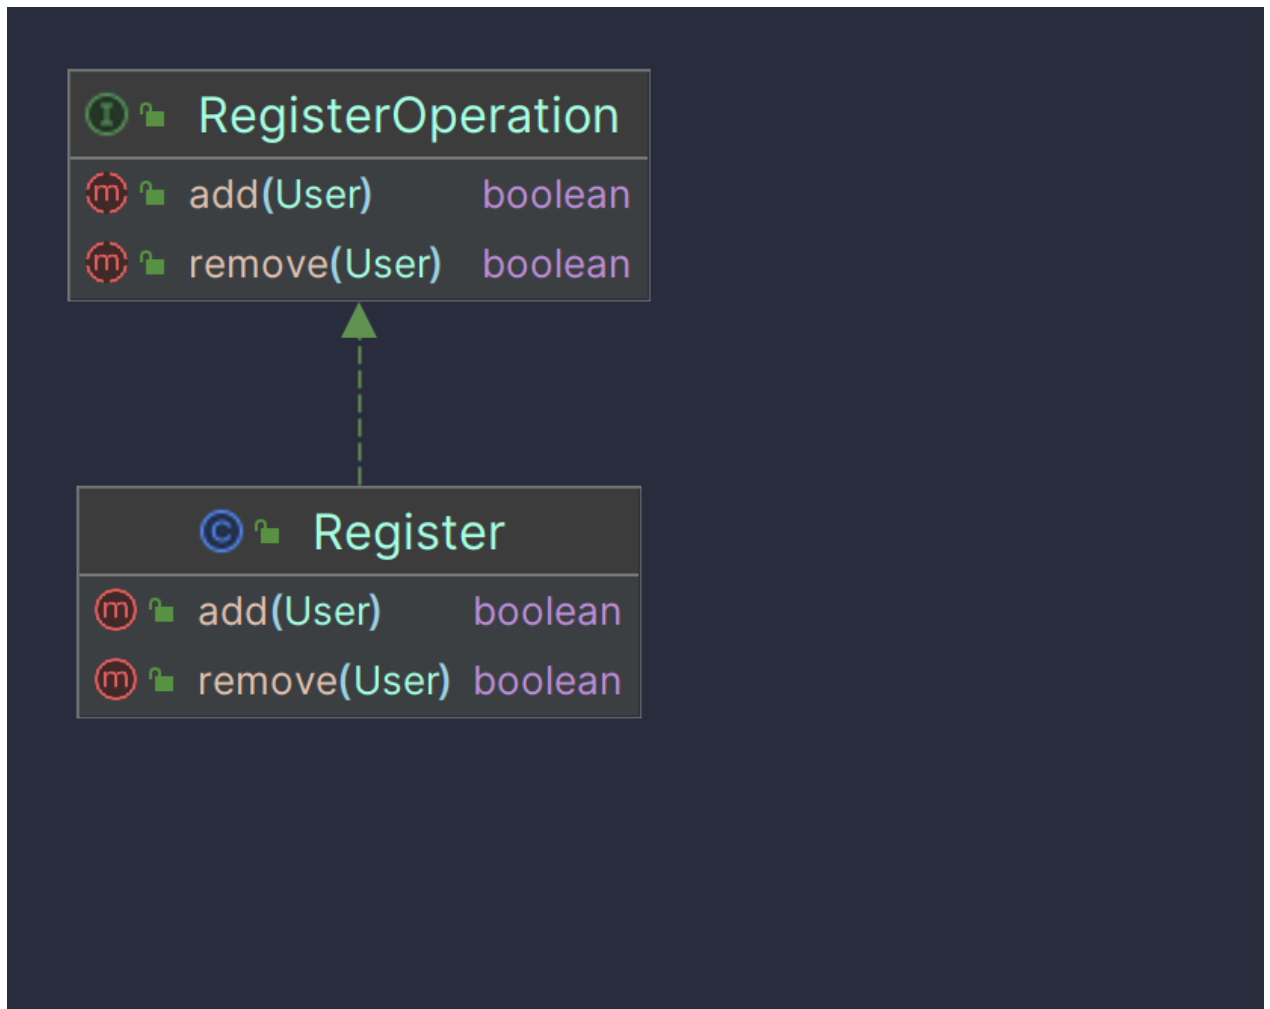 I RegisterOperation
m add(User) boolean
m remove(User) boolean
C Register
m add(User) boolean
m remove(User) boolean